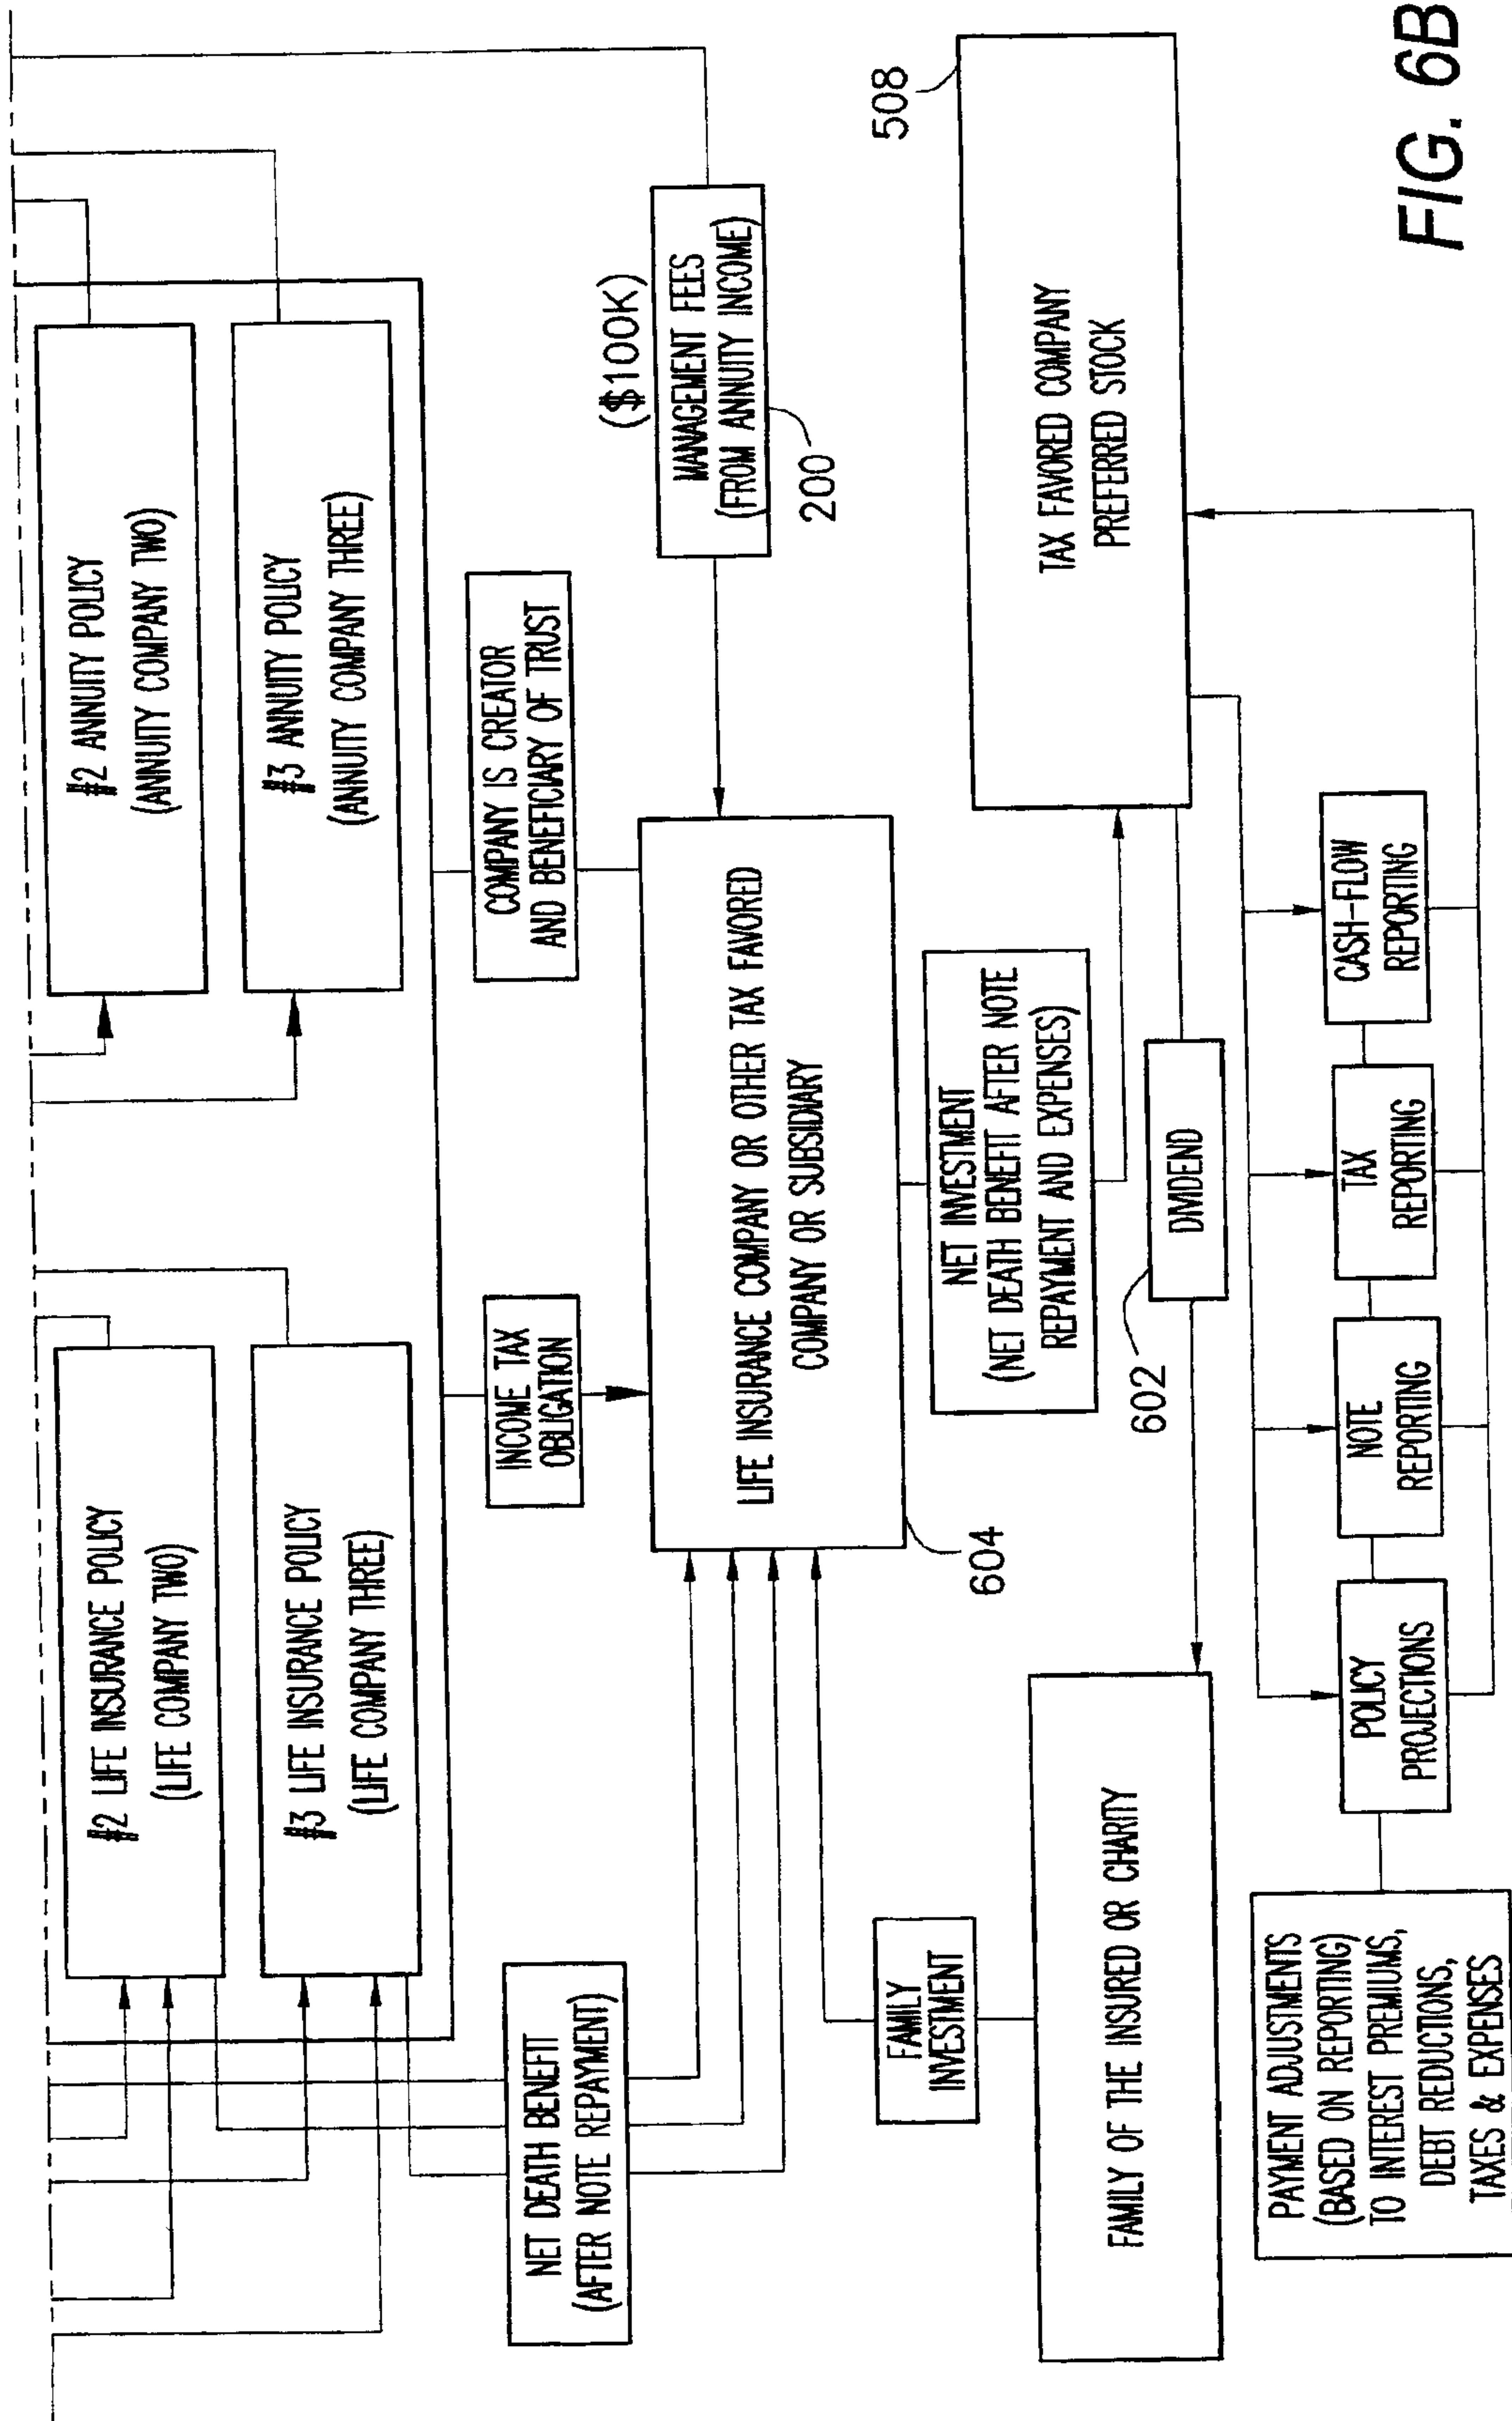 #2 LIFE INSURANCE POLICY
(LIFE COMPANY TWO)
#2 ANNUITY POLICY
(ANNUITY COMPANY TWO)
#3 LIFE INSURANCE POLICY
(LIFE COMPANY THREE)
#3 ANNUITY POLICY
(ANNUITY COMPANY THREE)
NET DEATH BENEFIT
(AFTER NOTE REPAYMENT)
INCOME TAX
OBLIGATION
COMPANY IS CREATOR
AND BENEFICIARY OF TRUST
($100K)
MANAGEMENT FEES
(FROM ANNUITY INCOME)
200
LIFE INSURANCE COMPANY OR OTHER TAX FAVORED
COMPANY OR SUBSIDIARY
604
FAMILY
INVESTMENT
NET INVESTMENT
(NET DEATH BENEFIT AFTER NOTE
REPAYMENT AND EXPENSES)
508
TAX FAVORED COMPANY
PREFERRED STOCK
602
DIVIDEND
FAMILY OF THE INSURED OR CHARITY
PAYMENT ADJUSTMENTS
(BASED ON REPORTING)
TO INTEREST PREMIUMS,
DEBT REDUCTIONS,
TAXES & EXPENSES
POLICY
PROJECTIONS
NOTE
REPORTING
TAX
REPORTING
CASH-FLOW
REPORTING
FIG. 6B